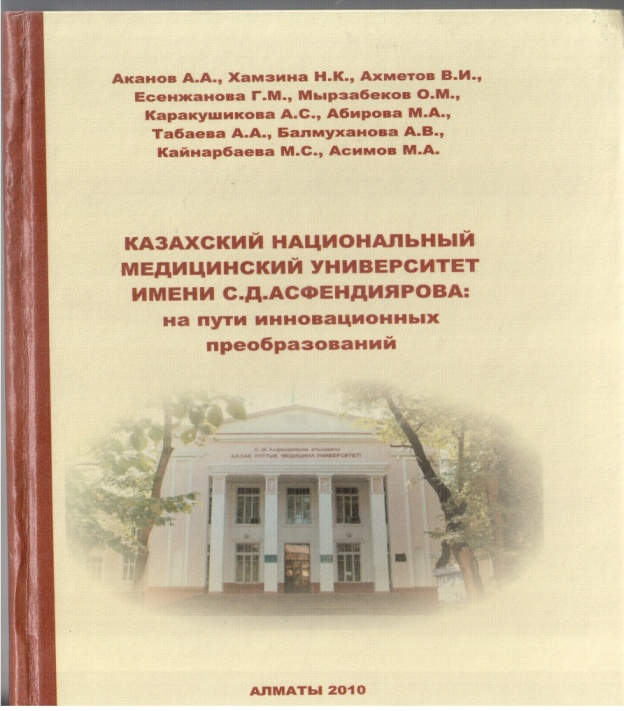 Аканов А.А., Хамзина Н.К., Ахметов В.И.,
Есенжанова Г.М., Мырзабеков О.М.,
Каракушикова А.С., Абирова М.А.,
Табаева А.А., Балмуханова А.В.,
Кайнарбаева М.С., Асимов М.А.
КАЗАХСКИЙ НАЦИОНАЛЬНЫЙ
МЕДИЦИНСКИЙ УНИВЕРСИТЕТ
ИМЕНИ С.Д.АСФЕНДИЯРОВА:
на пути инновационных
преобразований
С.Ж.Асфендияров атындағы
ҚАЗАҚ ҰЛТТЫҚ МЕДИЦИНА УНИВЕРСИТЕТІ
АЛМАТЫ 2010